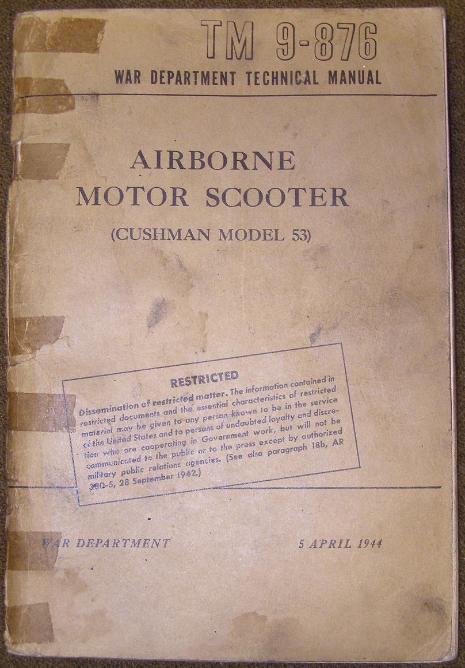 TM 9-876
WAR DEPARTMENT TECHNICAL MANUAL
AIRBORNE
MOTOR SCOOTER
(CUSHMAN MODEL 53)
RESTRICTED
Dissemination of restricted matter. The information contained in
restricted documents and the essential characteristics of restricted
material may be given to any person known to be in the service
of the United States and to persons of undoubted loyalty and discre-
tion who are cooperating in Government work, but will not be
communicated to the public or to the press except by authorized
military public relations agencies. (See also paragraph 18b, AR
380-5, 28 September 1942.)
WAR DEPARTMENT 5 APRIL 1944